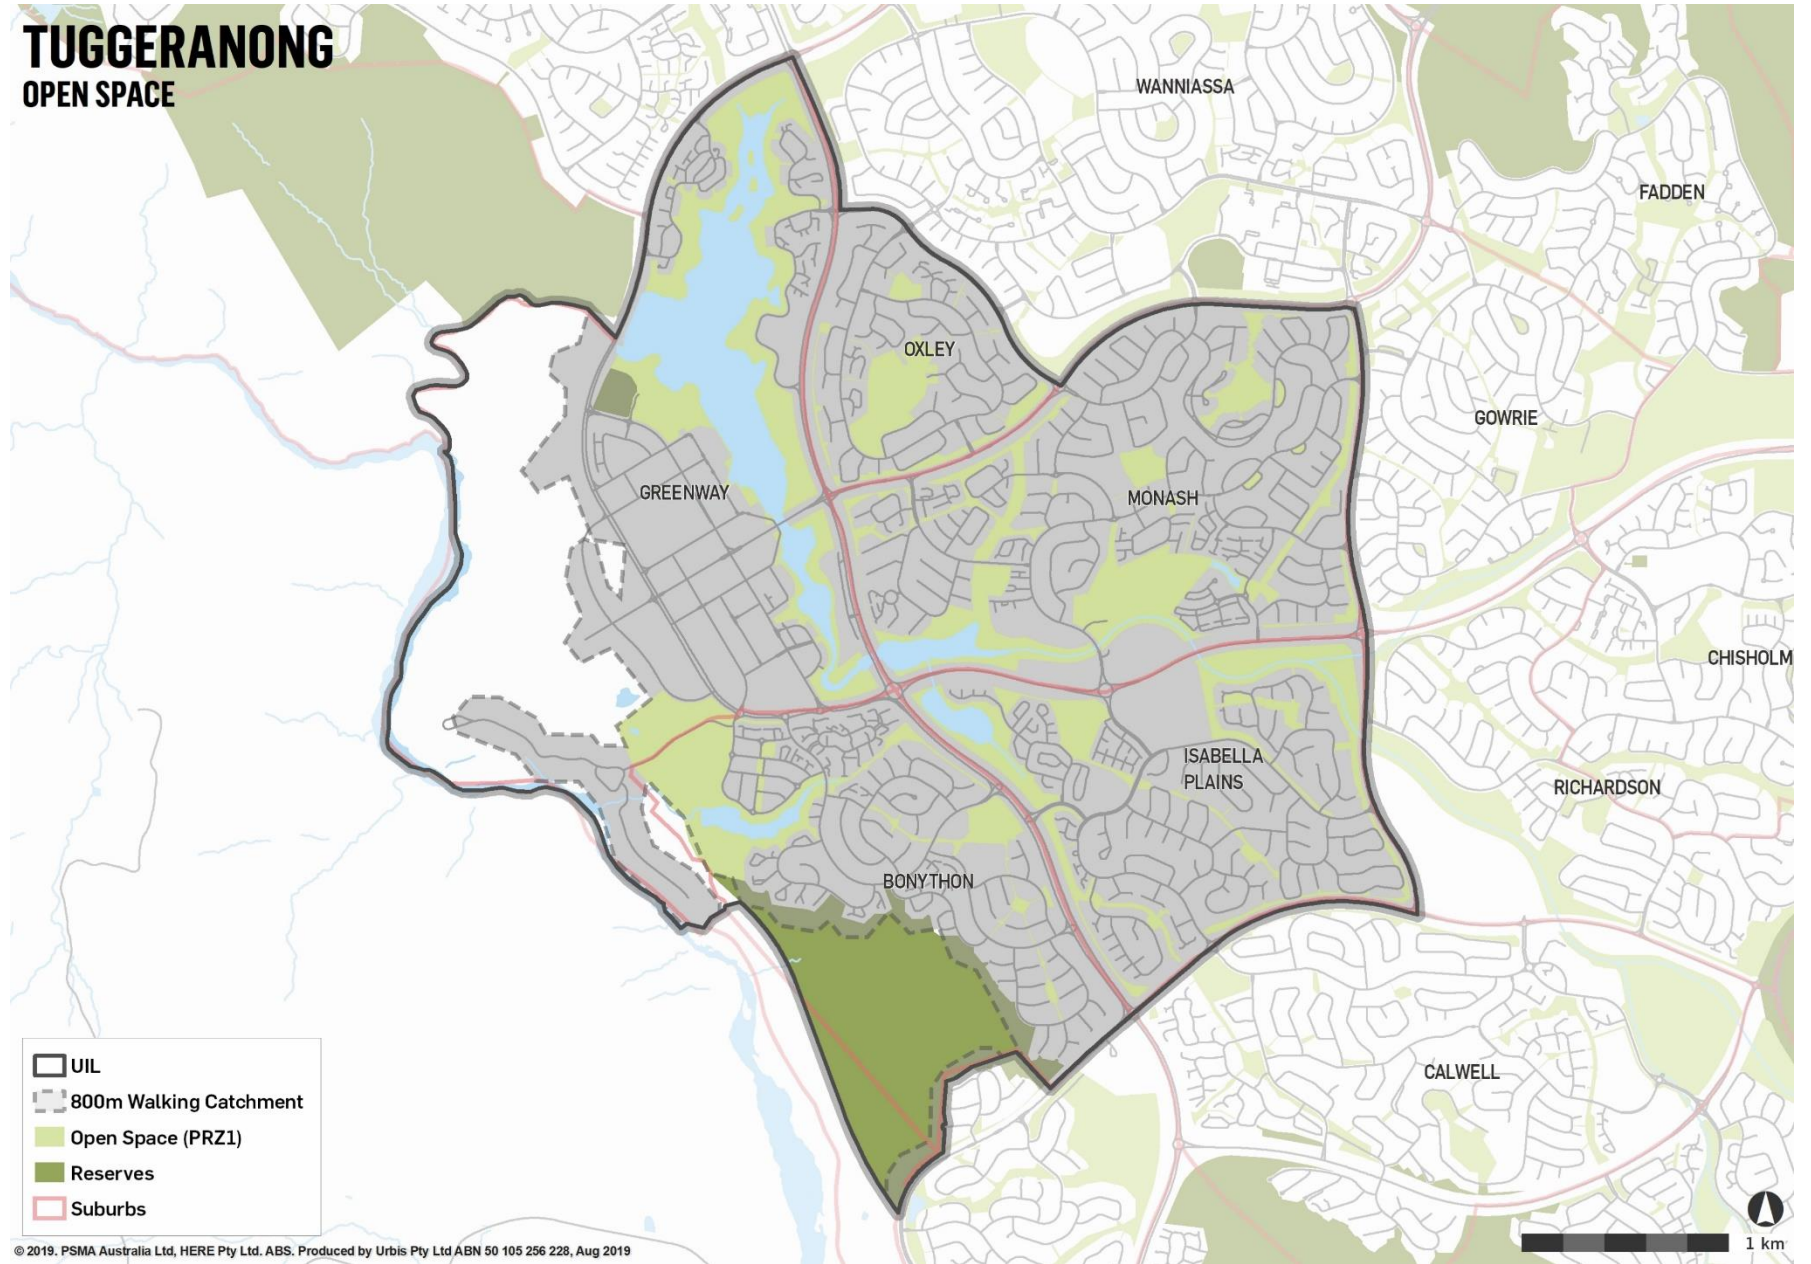 TUGGERANONG
OPEN SPACE
WANNIASSA
FADDEN
OXLEY
GOWRIE
GREENWAY
MONASH
CHISHOLM
ISABELLA
PLAINS
RICHARDSON
BONYTHON
CALWELL
UIL
800m Walking Catchment
Open Space (PRZ1)
Reserves
Suburbs
1 km
© 2019. PSMA Australia Ltd, HERE Pty Ltd. ABS. Produced by Urbis Pty Ltd ABN 50 105 256 228, Aug 2019